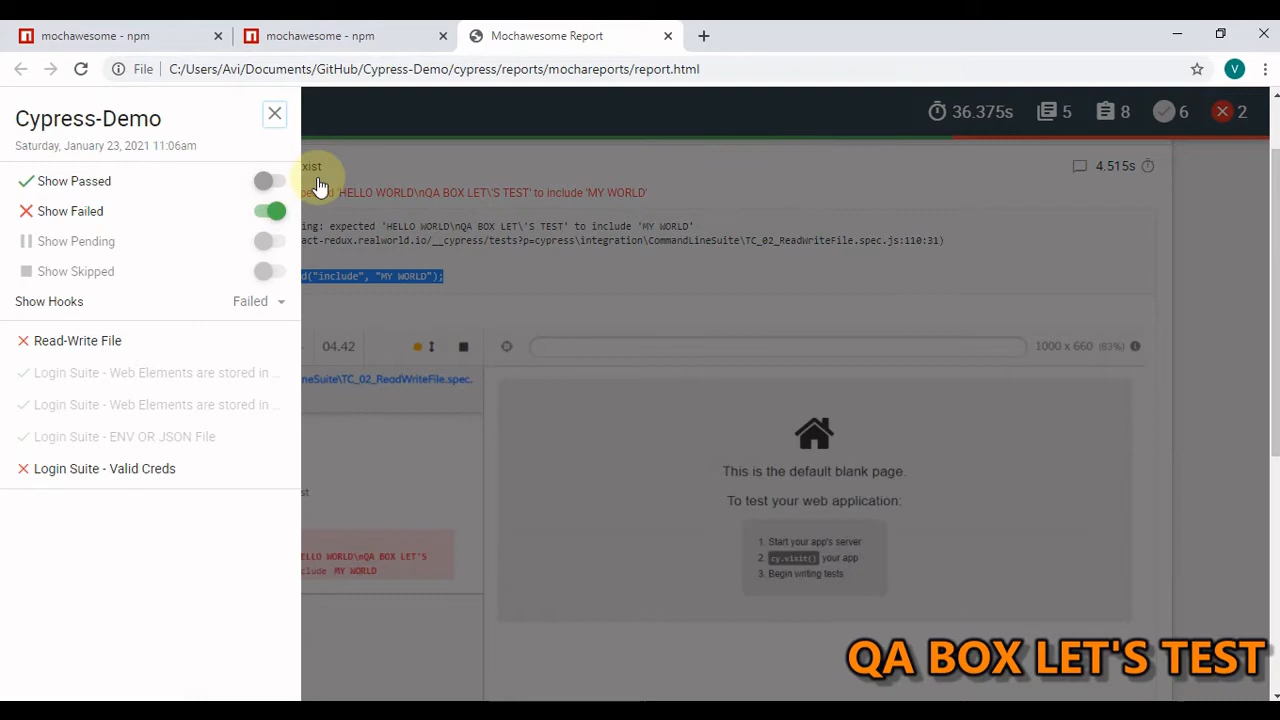 mochawesome - npm
mochawesome - npm
Mochawesome Report
File
C:/Users/Avi/Documents/GitHub/Cypress-Demo/cypress/reports/mochareports/report.html
V
Cypress-Demo
Saturday, January 23, 2021 11:06am
Show Passed
Show Failed
Show Pending
Show Skipped
Show Hooks
Failed
Read-Write File
Login Suite - Web Elements are stored in ...
Login Suite - Web Elements are stored in ...
Login Suite - ENV OR JSON File
Login Suite - Valid Creds
36.375s
5
8
6
2
xist
4.515s
'HELLO WORLD\nQA BOX LET\'S TEST' to include 'MY WORLD'
ing: expected 'HELLO WORLD\nQA BOX LET\'S TEST' to include 'MY WORLD'
act-redux.realworld.io/__cypress/tests?p=cypress\integration\CommandLineSuite\TC_02_ReadWriteFile.spec.js:110:31)
d("include", "MY WORLD");
04.42
1000 x 660 (83%)
ineSuite\TC_02_ReadWriteFile.spec.
This is the default blank page.
To test your web application:
1. Start your app's server
2. cy.visit() your app
3. Begin writing tests
st
ELLO WORLD\nQA BOX LET'S
clude MY WORLD
QA BOX LET'S TEST